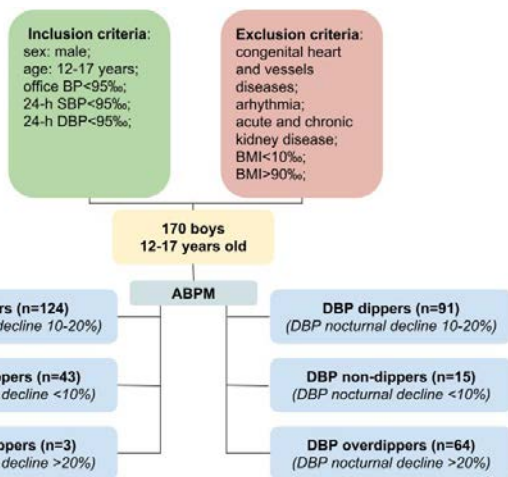 Inclusion criteria:
sex: male;
age: 12-17 years;
office BP<95‰;
24-h SBP<95‰;
24-h DBP<95‰;
Exclusion criteria:
congenital heart
and vessels
diseases;
arhythmia;
acute and chronic
kidney disease;
BMI<10‰;
BMI>90‰;
170 boys
12-17 years old
ABPM
(n=124)
decline 10-20%)
(n=43)
decline <10%)
(n=3)
decline >20%)
DBP dippers (n=91)
(DBP nocturnal decline 10-20%)
DBP non-dippers (n=15)
(DBP nocturnal decline <10%)
DBP overdippers (n=64)
(DBP nocturnal decline >20%)